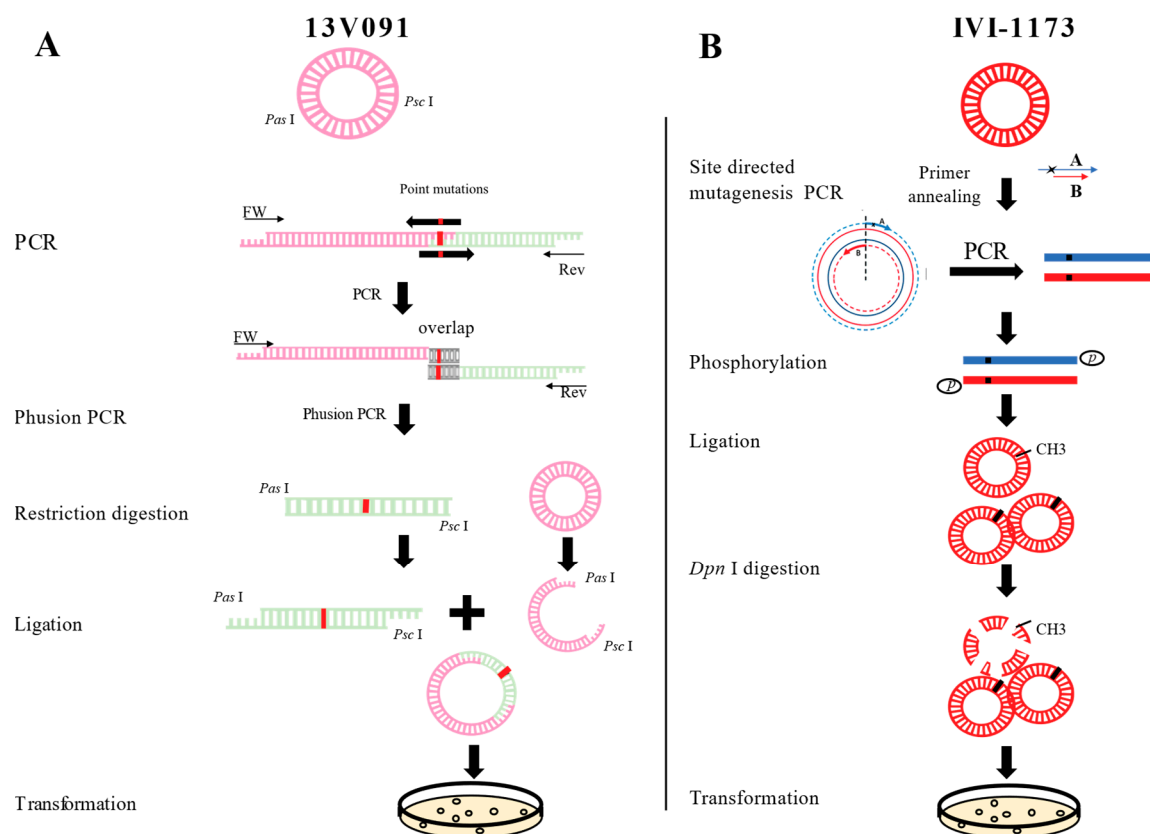 A
13V091
Pas I
Psc I
Point mutations
FW
PCR
Rev
PCR
overlap
FW
Rev
Phusion PCR
Phusion PCR
Pas I
Restriction digestion
Psc I
Pas I
Pas I
Ligation
Psc I
Psc I
Transformation
B
IVI-1173
Site directed
mutagenesis PCR
Primer
annealing
A
B
A
B
PCR
Phosphorylation
p
p
Ligation
CH3
Dpn I digestion
CH3
Transformation